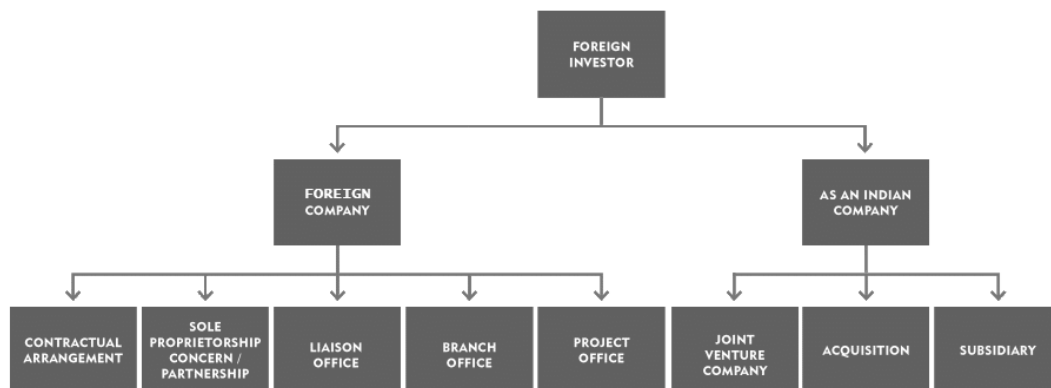 FOREIGN
INVESTOR
FOREIGN
COMPANY
AS AN INDIAN
COMPANY
CONTRACTUAL
ARRANGEMENT
SOLE
PROPRIETORSHIP
CONCERN /
PARTNERSHIP
LIAISON
OFFICE
BRANCH
OFFICE
PROJECT
OFFICE
JOINT
VENTURE
COMPANY
ACQUISITION
SUBSIDIARY